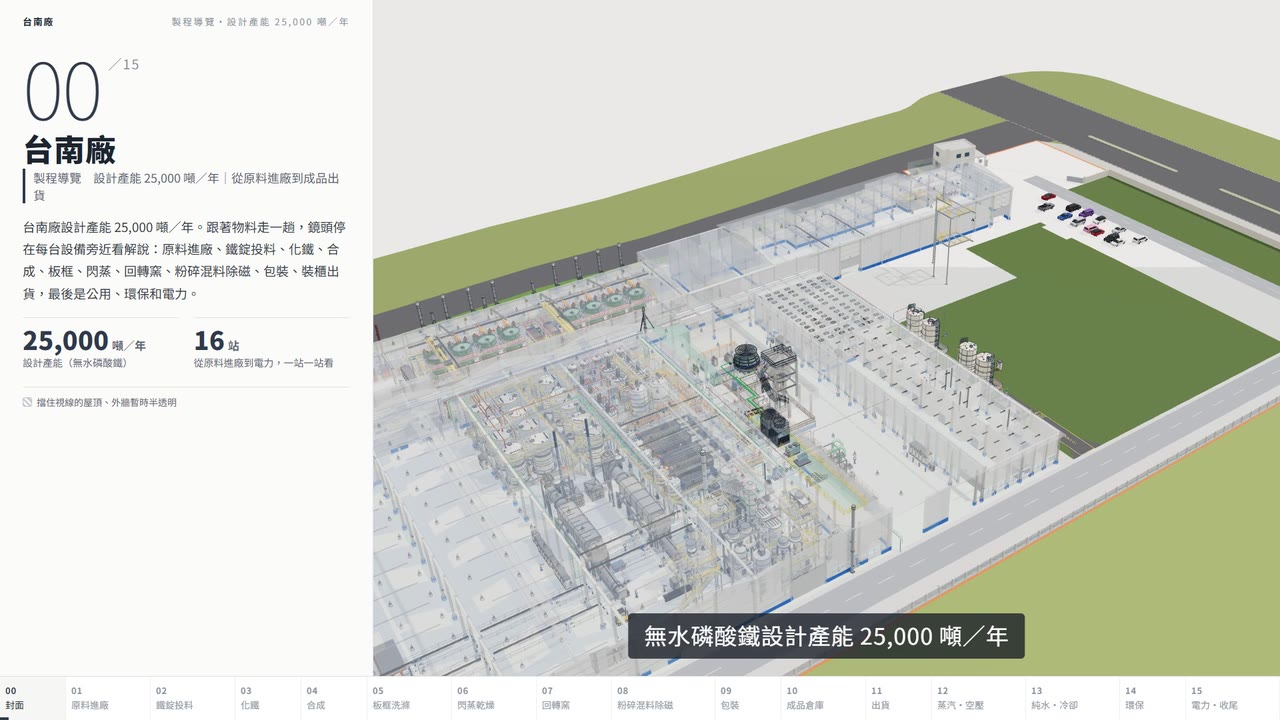 台南廠
製程導覽・設計產能 25,000 噸／年
00 ／15
台南廠
製程導覽　設計產能 25,000 噸／年｜從原料進廠到成品出
貨
台南廠設計產能 25,000 噸／年。跟著物料走一趟，鏡頭停
在每台設備旁近看解說：原料進廠、鐵錠投料、化鐵、合
成、板框、閃蒸、回轉窯、粉碎混料除磁、包裝、裝櫃出
貨，最後是公用、環保和電力。
25,000 噸／年
設計產能（無水磷酸鐵）
16 站
從原料進廠到電力，一站一站看
擋住視線的屋頂、外牆暫時半透明
無水磷酸鐵設計產能 25,000 噸／年
00
封面
01
原料進廠
02
鐵錠投料
03
化鐵
04
合成
05
板框洗滌
06
閃蒸乾燥
07
回轉窯
08
粉碎混料除磁
09
包裝
10
成品倉庫
11
出貨
12
蒸汽・空壓
13
純水・冷卻
14
環保
15
電力・收尾